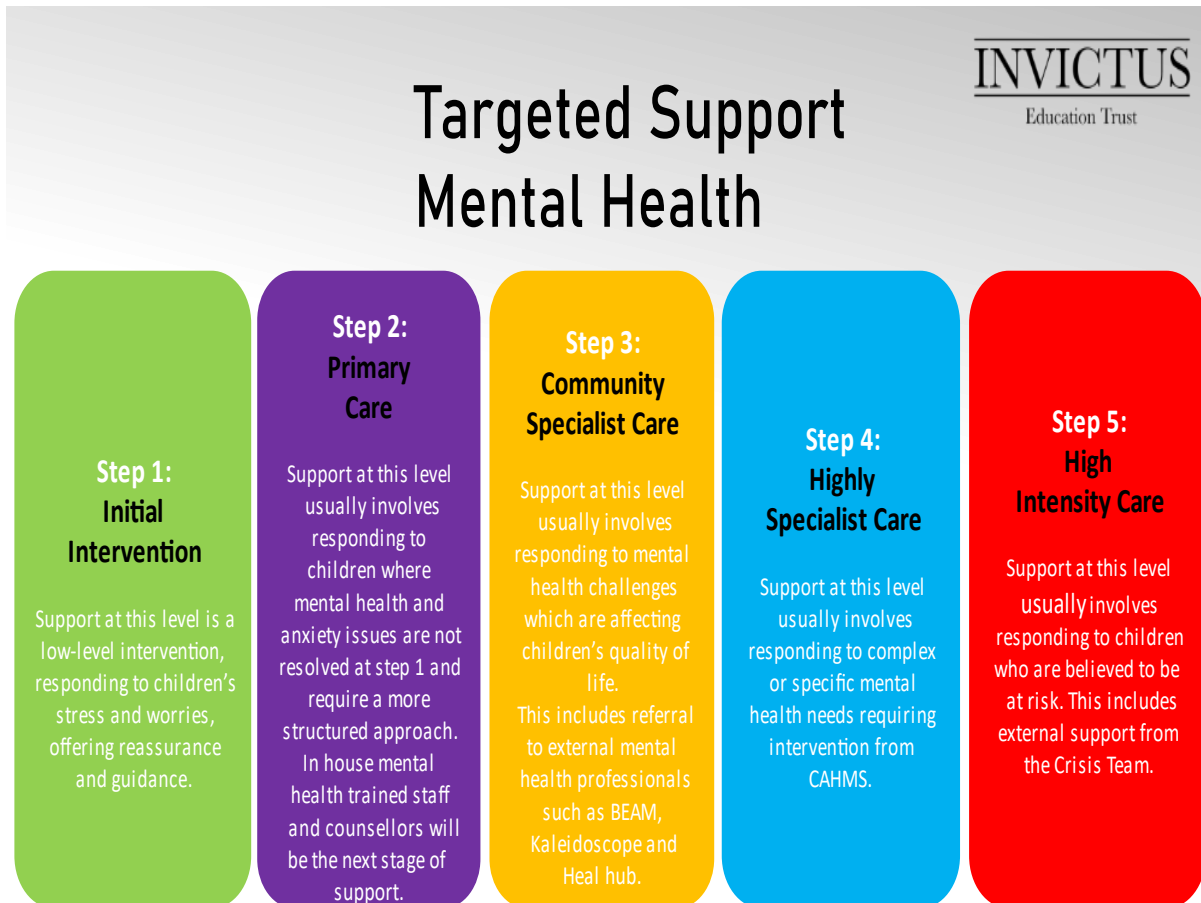 INVICTUS
Education Trust
Targeted Support
Mental Health
Step 1:
Initial
Intervention
Support at this level is a
low-level intervention,
responding to children's
stress and worries,
offering reassurance
and guidance.
Step 2:
Primary
Care
Support at this level
usually involves
responding to
children where
mental health and
anxiety issues are not
resolved at step 1 and
require a more
structured approach.
In house mental
health trained staff
and counsellors will
be the next stage of
support.
Step 3:
Community
Specialist Care
Support at this level
usually involves
responding to mental
health challenges
which are affecting
children's quality of
life.
This includes referral
to external mental
health professionals
such as BEAM,
Kaleidoscope and
Heal hub.
Step 4:
Highly
Specialist Care
Support at this level
usually involves
responding to complex
or specific mental
health needs requiring
intervention from
CAHMS.
Step 5:
High
Intensity Care
Support at this level
usually involves
responding to children
who are believed to be
at risk. This includes
external support from
the Crisis Team.